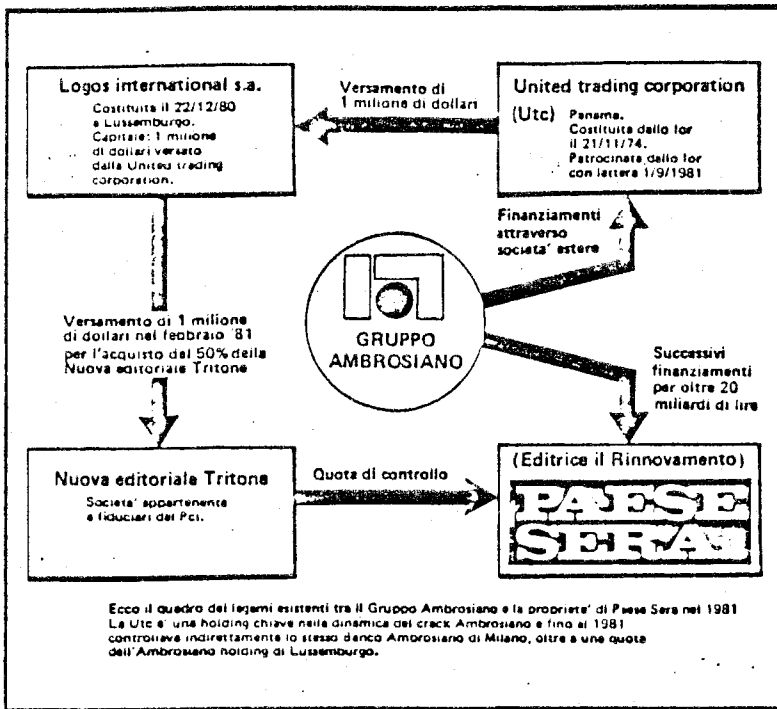 Logos international s.a.
Costituita il 22/12/80
a Lussemburgo.
Capitale: 1 milione
di dollari versato
dalla United trading
corporation.
Versamento di
1 milione di dollari
United trading corporation
(Utc) Panama.
Costituita dallo Ior
il 21/11/74.
Patrocinata dallo Ior
con lettera 1/9/1981
Finanziamenti
attraverso
societa' estere
GRUPPO
AMBROSIANO
Versamento di 1 milione
di dollari nel febbraio '81
per l'acquisto del 50% della
Nuova editoriale Tritone
Successivi
finanziamenti
per oltre 20
miliardi di lire
Nuova editoriale Tritone
Societa' appartenente
a fiduciari del Pci.
Quota di controllo
(Editrice il Rinnovamento)
PAESE
SERA
Ecco il quadro dei legami esistenti tra il Gruppo Ambrosiano e la proprieta' di Paese Sera nel 1981
La Utc e' una holding chiave nella dinamica del crack Ambrosiano e fino al 1981
controllava indirettamente lo stesso Banco Ambrosiano di Milano, oltre a una quota
dell'Ambrosiano holding di Lussemburgo.